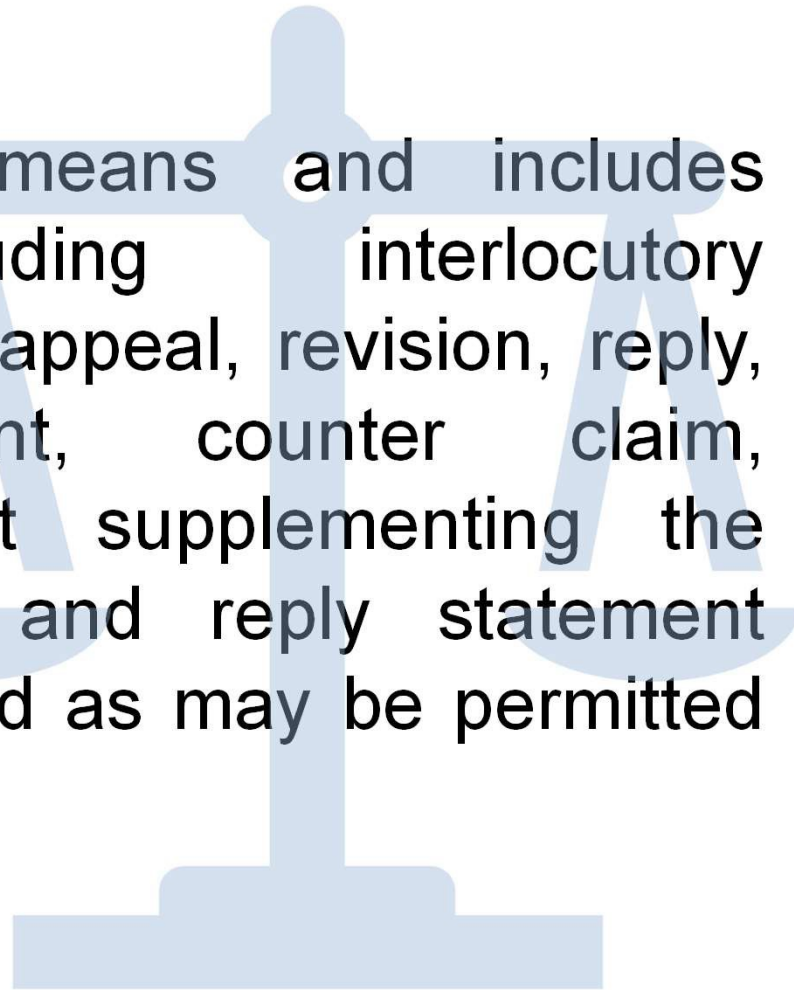 means and includes
uding interlocutory
appeal, revision, reply,
nt, counter claim,
t supplementing the
and reply statement
d as may be permitted